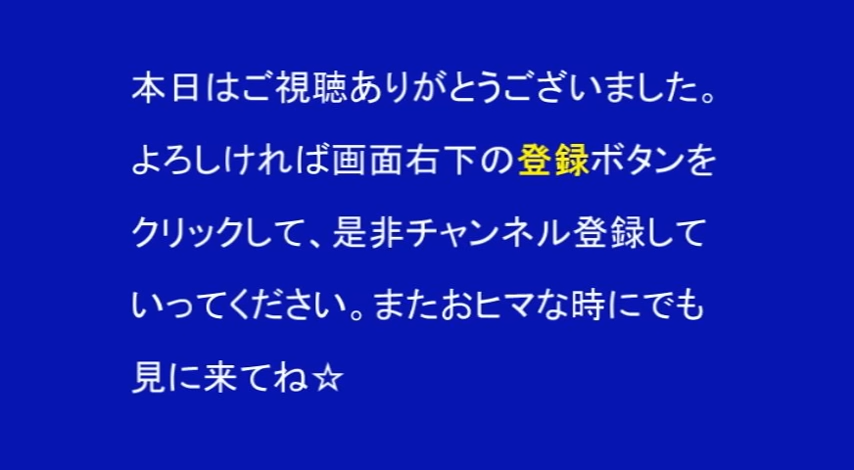 本日はご視聴ありがとうございました。
よろしければ画面右下の登録ボタンを
クリックして、是非チャンネル登録して
いってください。またおヒマな時にでも
見に来てね☆